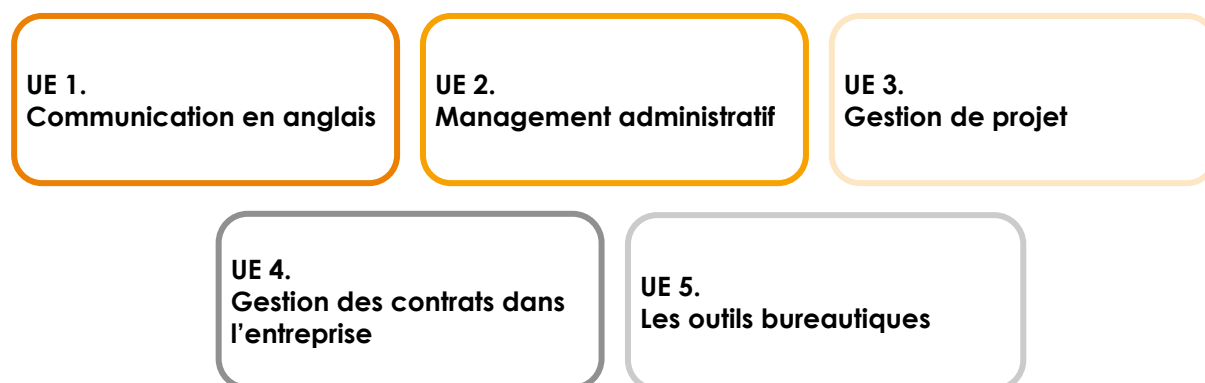 UE 1.
Communication en anglais
UE 2.
Management administratif
UE 3.
Gestion de projet
UE 4.
Gestion des contrats dans
l’entreprise
UE 5.
Les outils bureautiques